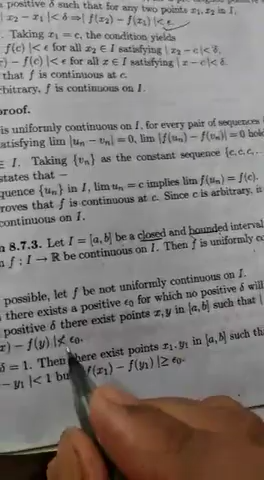 positive δ such that for any two points x₁, x₂ in I,
| x₂ − x₁ |< δ ⇒| f(x₂) − f(x₁) |< ϵ.
Taking x₁ = c, the condition yields
f(c) |< ϵ for all x₂ ∈ I satisfying | x₂ − c |< δ,
− f(c) |< ϵ for all x ∈ I satisfying | x − c |< δ.
that f is continuous at c.
arbitrary, f is continuous on I.
proof.
is uniformly continuous on I, for every pair of sequences
satisfying lim |uₙ − vₙ| = 0, lim |f(uₙ) − f(vₙ)| = 0
∈ I. Taking {vₙ} as the constant sequence {c, c, c, ...
states that −
quence {uₙ} in I, lim uₙ = c implies lim f(uₙ) = f(c).
proves that f is continuous at c. Since c is arbitrary,
continuous on I.
8.7.3. Let I = [a, b] be a closed and bounded interval
f : I → ℝ be continuous on I. Then f is uniformly
possible, let f be not uniformly continuous on I.
there exists a positive ϵ₀ for which no positive δ will
positive δ there exist points x, y in [a, b] such that |
) − f(y) |≮ ϵ₀.
δ = 1. Then there exist points x₁, y₁ in [a, b] such
− y₁ |< 1 but f(x₁) − f(y₁) |≥ ϵ₀.